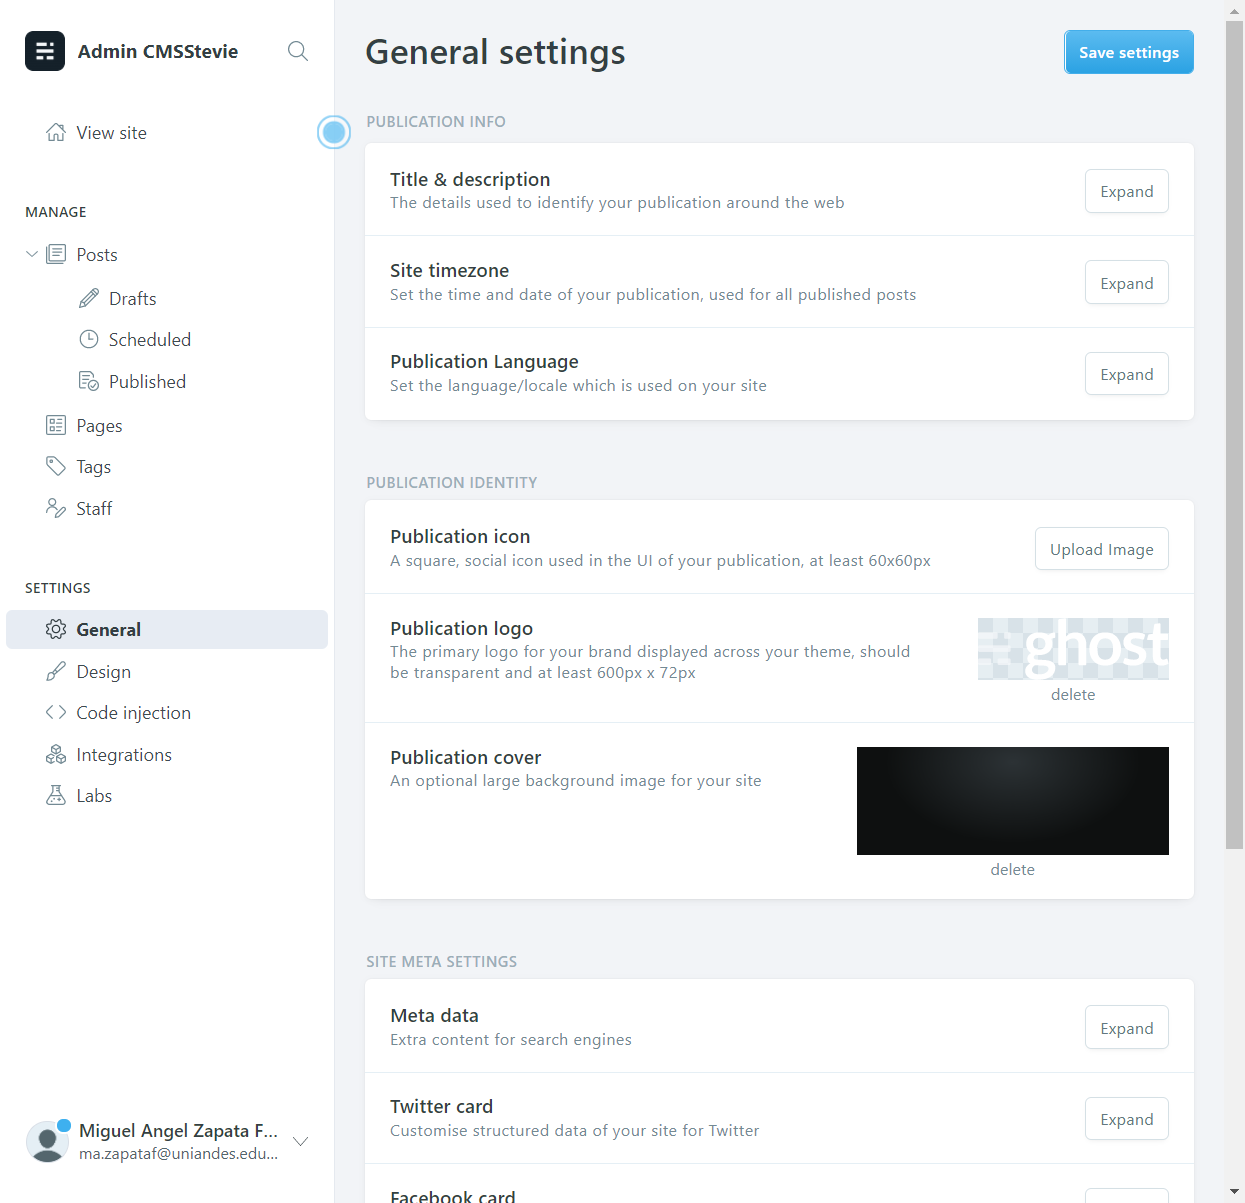 Admin CMSStevie
View site
MANAGE
Posts
Drafts
Scheduled
Published
Pages
Tags
Staff
SETTINGS
General
Design
Code injection
Integrations
Labs
Miguel Angel Zapata F...
ma.zapataf@uniandes.edu...
General settings
Save settings
PUBLICATION INFO
Title & description
The details used to identify your publication around the web
Expand
Site timezone
Set the time and date of your publication, used for all published posts
Expand
Publication Language
Set the language/locale which is used on your site
Expand
PUBLICATION IDENTITY
Publication icon
A square, social icon used in the UI of your publication, at least 60x60px
Upload Image
Publication logo
The primary logo for your brand displayed across your theme, should
be transparent and at least 600px x 72px
ghost
delete
Publication cover
An optional large background image for your site
delete
SITE META SETTINGS
Meta data
Extra content for search engines
Expand
Twitter card
Customise structured data of your site for Twitter
Expand
Facebook card